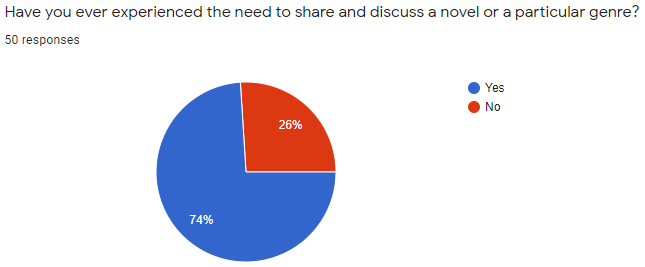 Have you ever experienced the need to share and discuss a novel or a particular genre?
50 responses
Yes
No
26%
74%